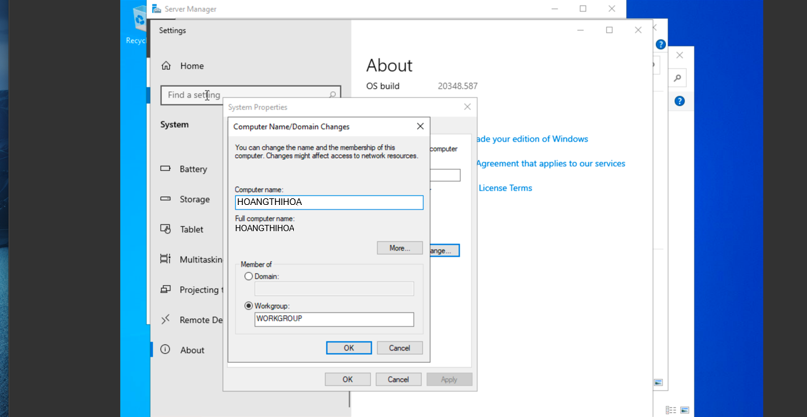 Server Manager
Settings
Home
Find a setting
System
Battery
Storage
Tablet
Multitaskin
Projecting t
Remote De
About
About
OS build 20348.587
ade your edition of Windows
Agreement that applies to our services
License Terms
System Properties
computer
ange...
OK Cancel Apply
Computer Name/Domain Changes
You can change the name and the membership of this
computer. Changes might affect access to network resources.
Computer name:
HOANGTHIHOA
Full computer name:
HOANGTHIHOA
More...
Member of
Domain:
Workgroup:
WORKGROUP
OK Cancel